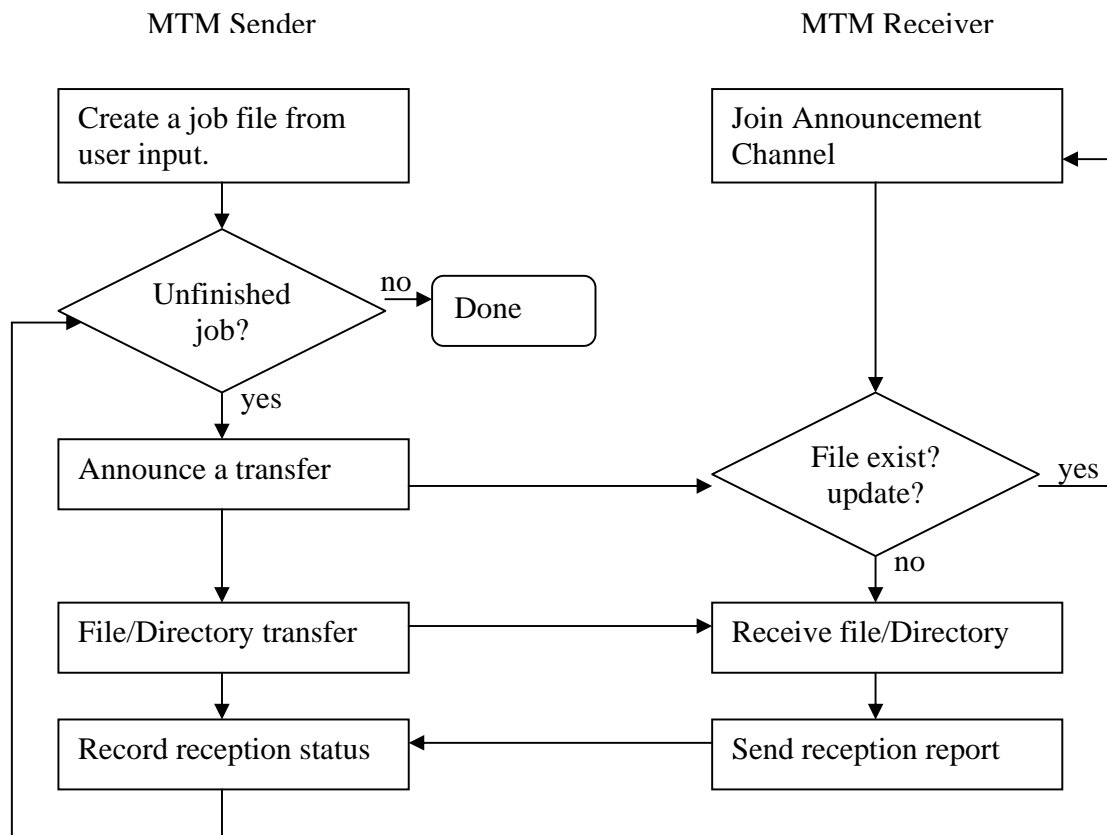 MTM Sender
MTM Receiver
Create a job file from
user input.
Join Announcement
Channel
Unfinished
job?
no
Done
yes
Announce a transfer
File exist?
update?
yes
no
File/Directory transfer
Receive file/Directory
Record reception status
Send reception report